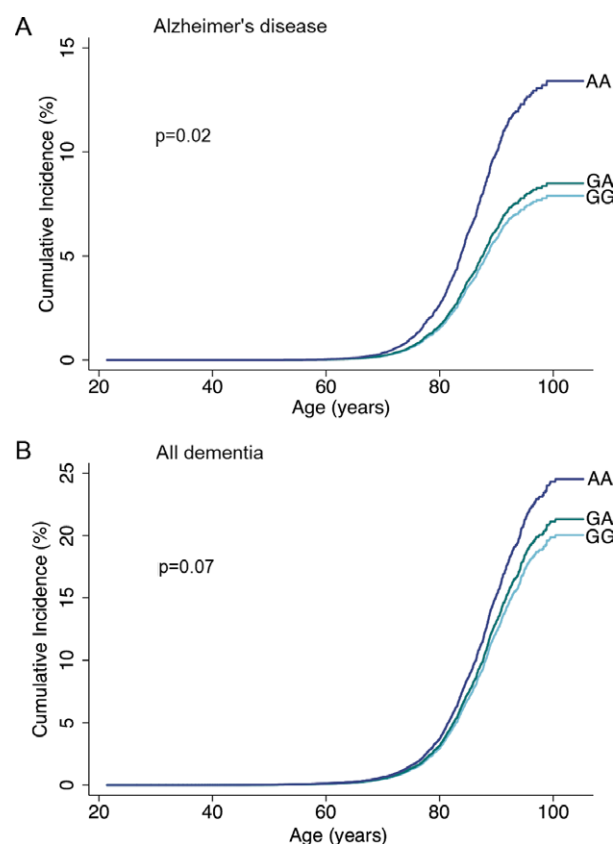 A
Alzheimer's disease
Cumulative Incidence (%)
15
10
5
0
p=0.02
AA
GA
GG
20 40 60 80 100
Age (years)
B
All dementia
Cumulative Incidence (%)
25
20
15
10
5
0
p=0.07
AA
GA
GG
20 40 60 80 100
Age (years)